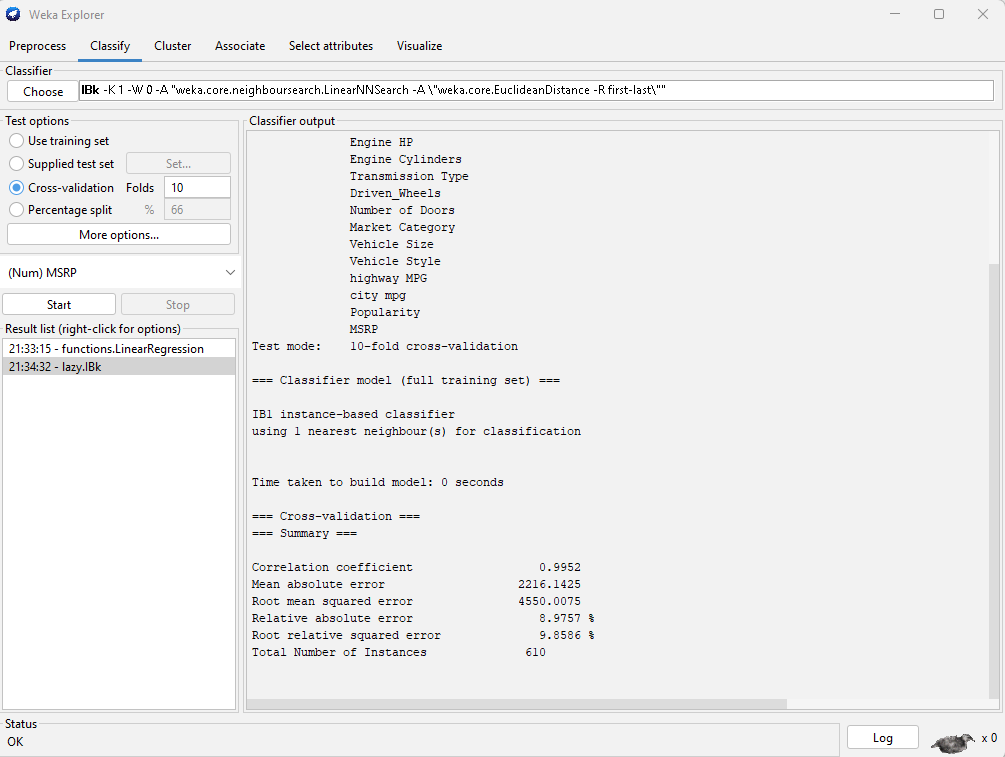 Weka Explorer
Preprocess Classify Cluster Associate Select attributes Visualize
Classifier
Choose IBk -K 1 -W 0 -A "weka.core.neighboursearch.LinearNNSearch -A \"weka.core.EuclideanDistance -R first-last\""
Test options
Use training set
Supplied test set Set...
Cross-validation Folds 10
Percentage split % 66
More options...
(Num) MSRP
Start Stop
Result list (right-click for options)
21:33:15 - functions.LinearRegression
21:34:32 - lazy.IBk
Classifier output
Engine HP
Engine Cylinders
Transmission Type
Driven_Wheels
Number of Doors
Market Category
Vehicle Size
Vehicle Style
highway MPG
city mpg
Popularity
MSRP
Test mode: 10-fold cross-validation
=== Classifier model (full training set) ===
IB1 instance-based classifier
using 1 nearest neighbour(s) for classification
Time taken to build model: 0 seconds
=== Cross-validation ===
=== Summary ===
Correlation coefficient 0.9952
Mean absolute error 2216.1425
Root mean squared error 4550.0075
Relative absolute error 8.9757 %
Root relative squared error 9.8586 %
Total Number of Instances 610
Status
OK
Log x 0